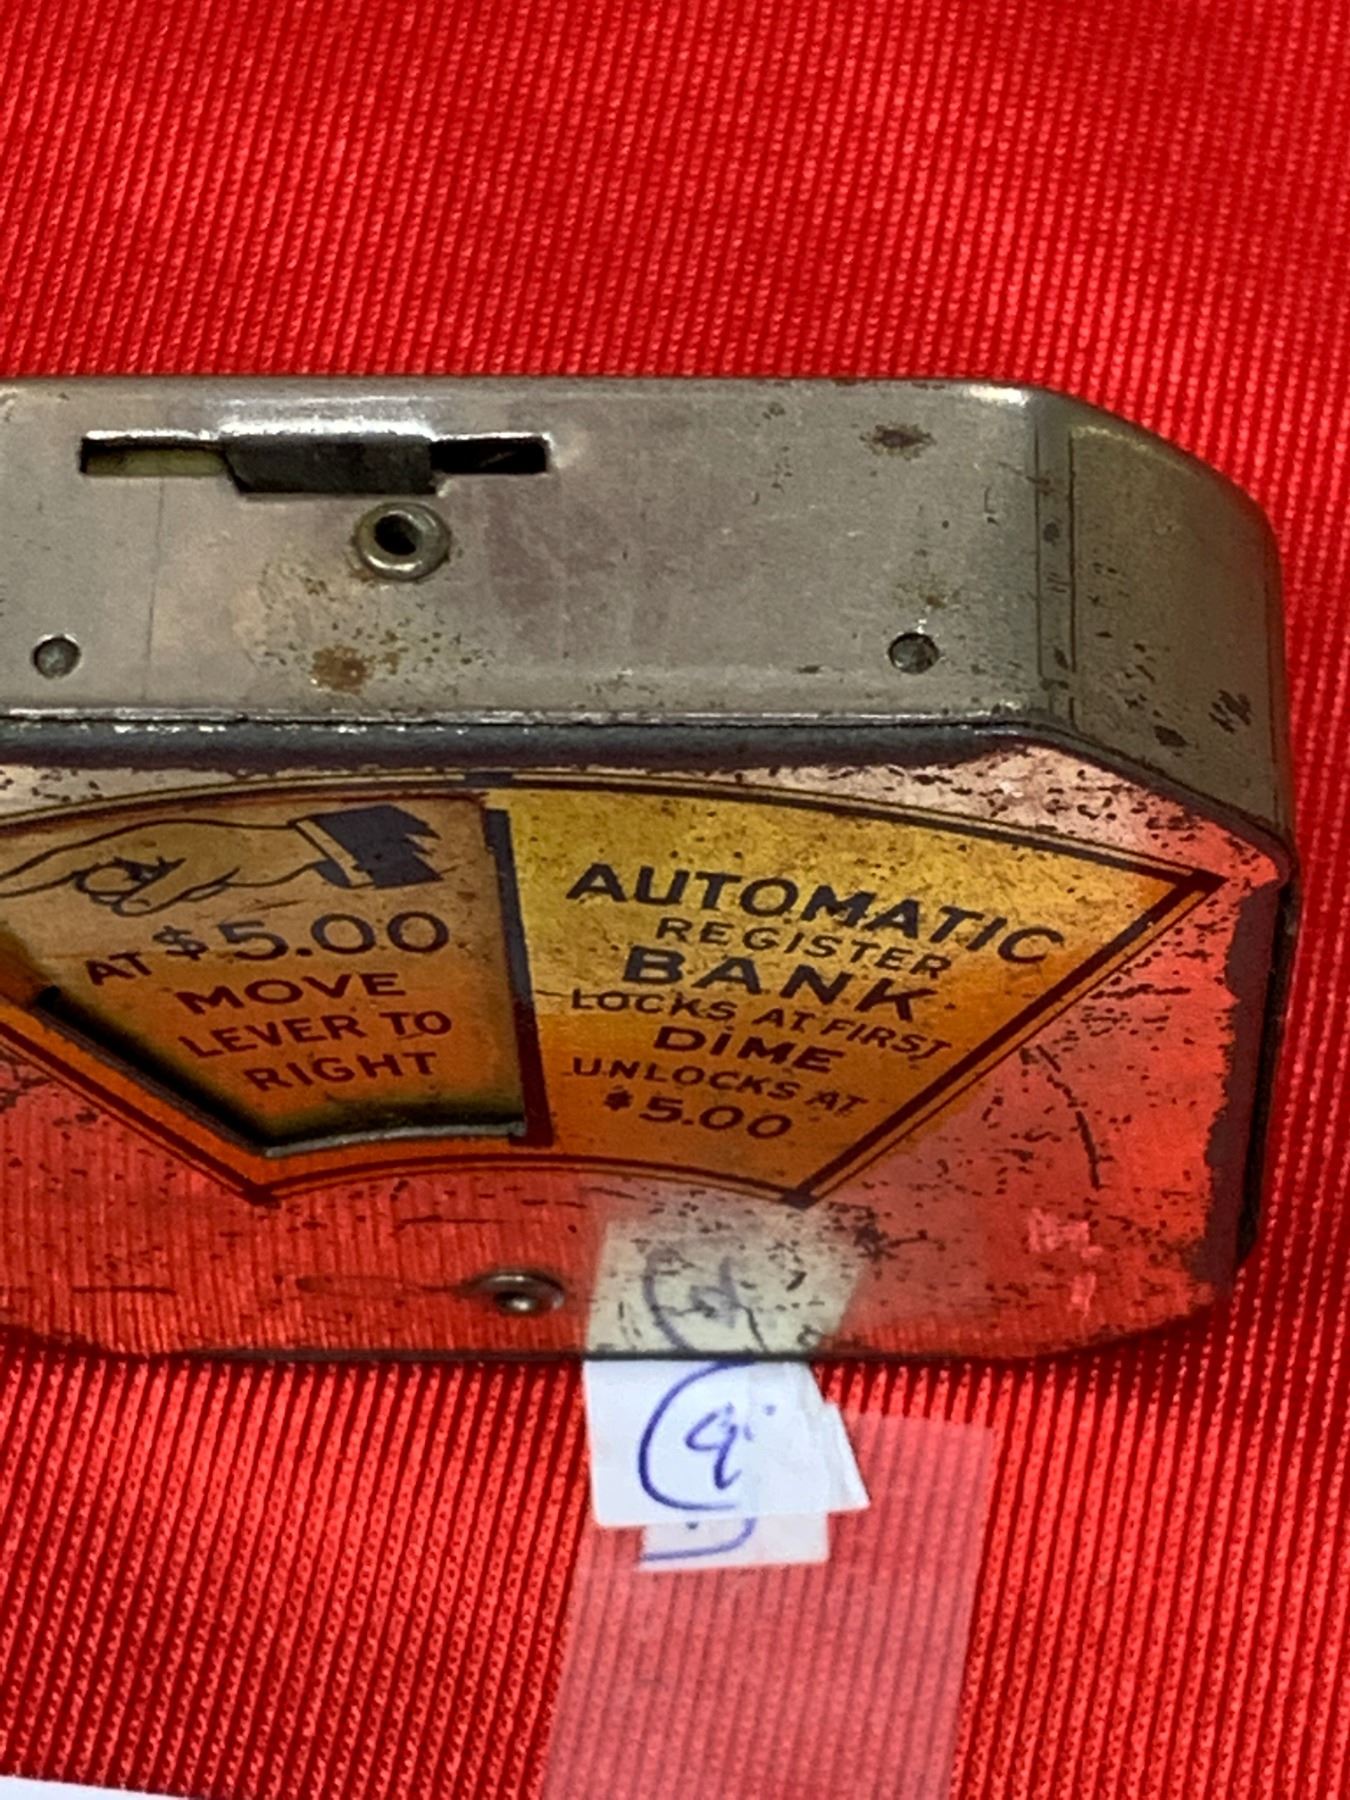 AT $5.00
MOVE
LEVER TO
RIGHT
AUTOMATIC
REGISTER
BANK
LOCKS AT FIRST
DIME
UNLOCKS AT
$5.00